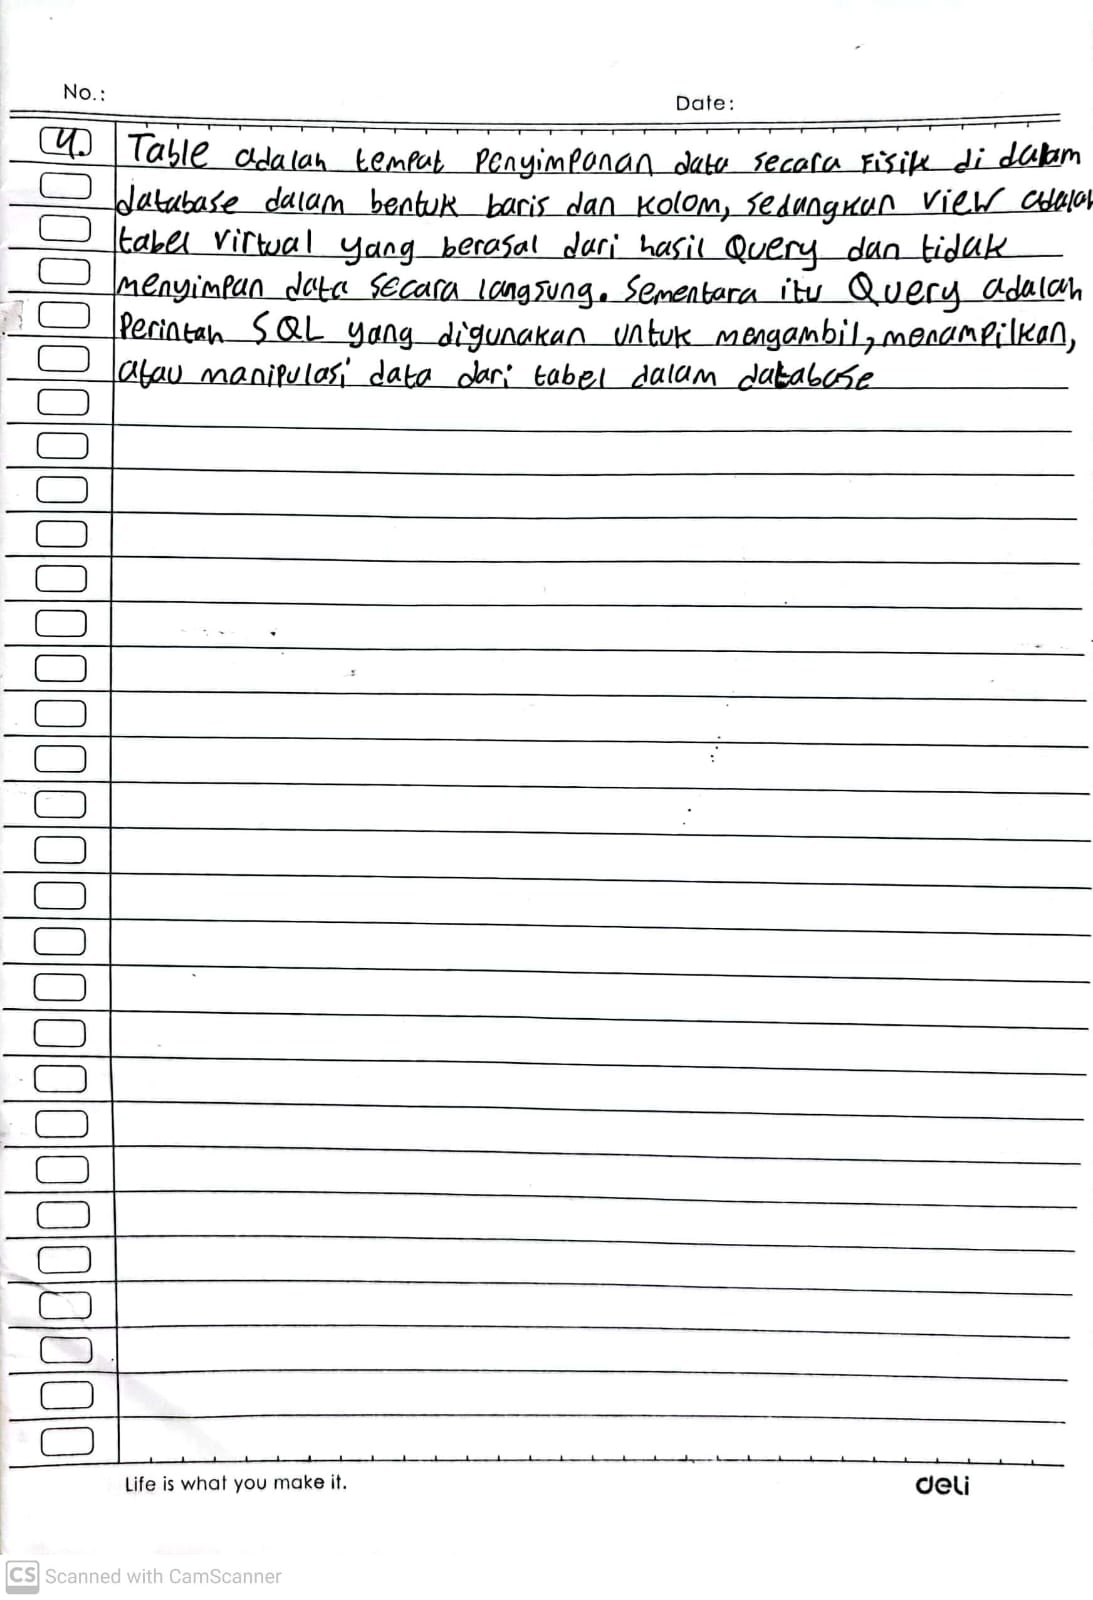 No.:
Date:
4. Table adalah tempat penyimpanan data secara Fisik di dalam
database dalam bentuk baris dan kolom, sedangkan view adalah
tabel virtual yang berasal dari hasil Query dan tidak
menyimpan data secara langsung. Sementara itu Query adalah
Perintah SQL yang digunakan untuk mengambil, menampilkan,
atau manipulasi data dari tabel dalam database
Life is what you make it.
deli
CS Scanned with CamScanner